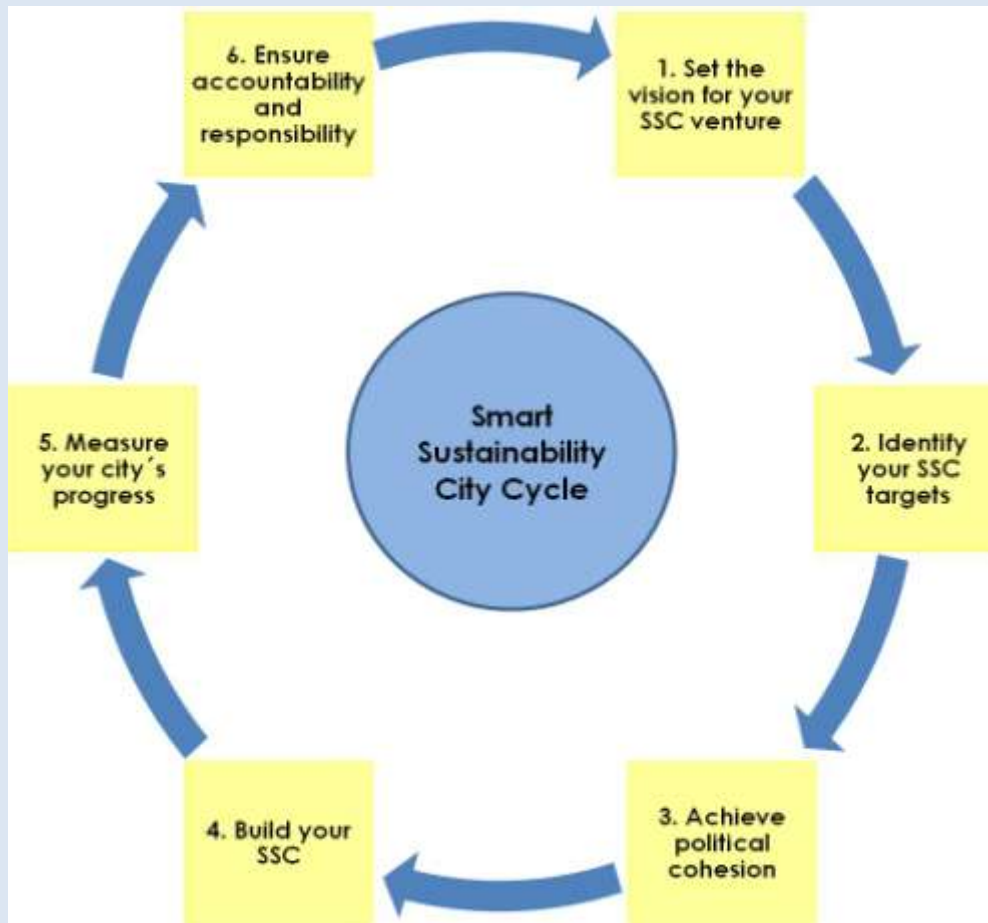 6. Ensure
accountability
and
responsibility
1. Set the
vision for your
SSC venture
2. Identify
your SSC
targets
3. Achieve
political
cohesion
4. Build your
SSC
5. Measure
your city´s
progress
Smart
Sustainability
City Cycle